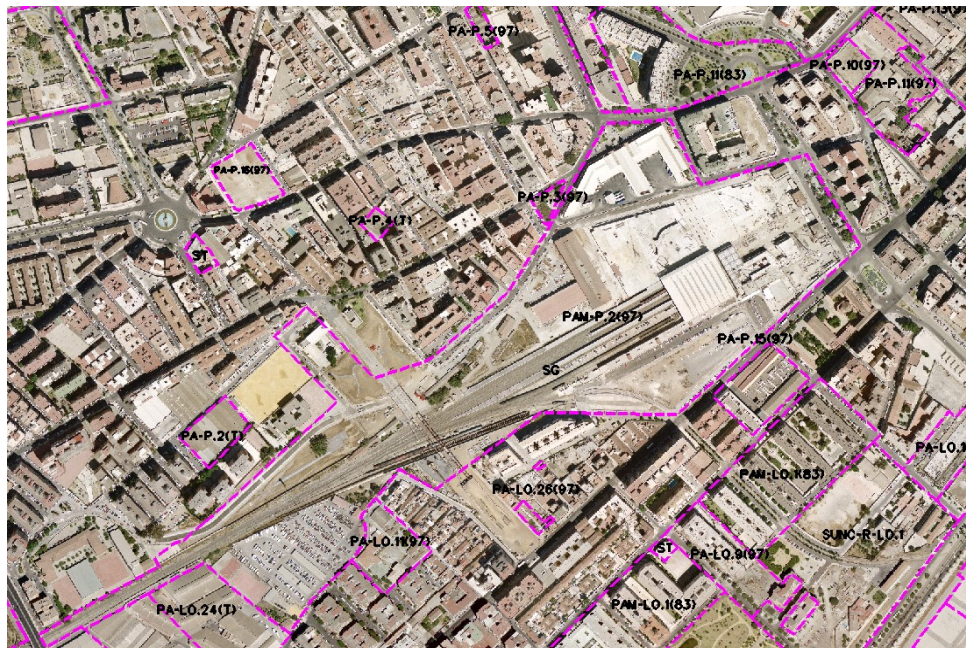 PA-P.13(97)
PA-P.5(97)
PA-P.10(97)
PA-P.11(83)
PA-P.11(97)
PA-P.16(97)
PA-P.3(97)
PA-P.4(T)
ST
PAM-P.2(97)
PA-P.15(97)
SG
PA-P.2(T)
PA-LO.1
PAM-LO.1(83)
PA-LO.26(97)
SUNC-R-LO.1
PA-LO.11(97)
ST
PA-LO.9(97)
PA-LO.24(T)
PAM-LO.1(83)